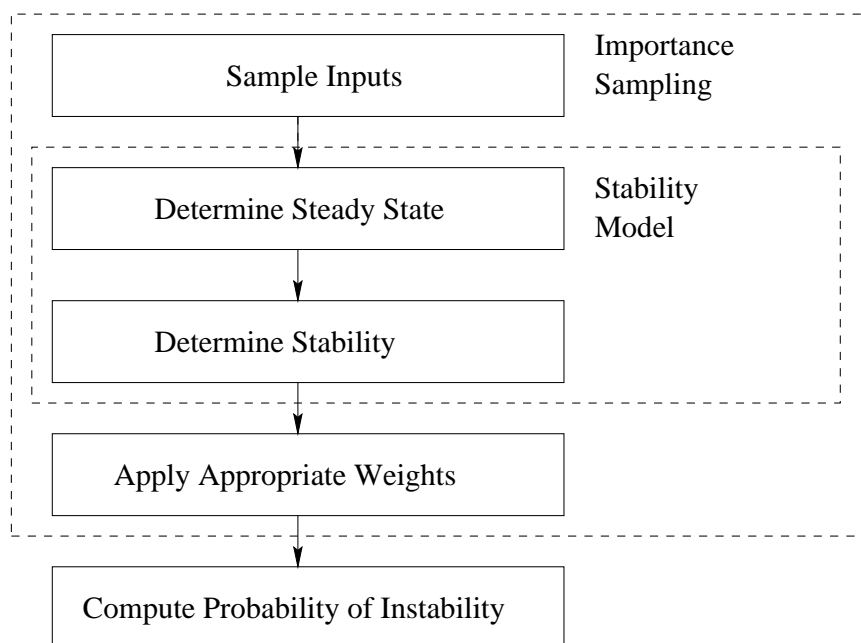 Sample Inputs
Importance
Sampling
Determine Steady State
Stability
Model
Determine Stability
Apply Appropriate Weights
Compute Probability of Instability